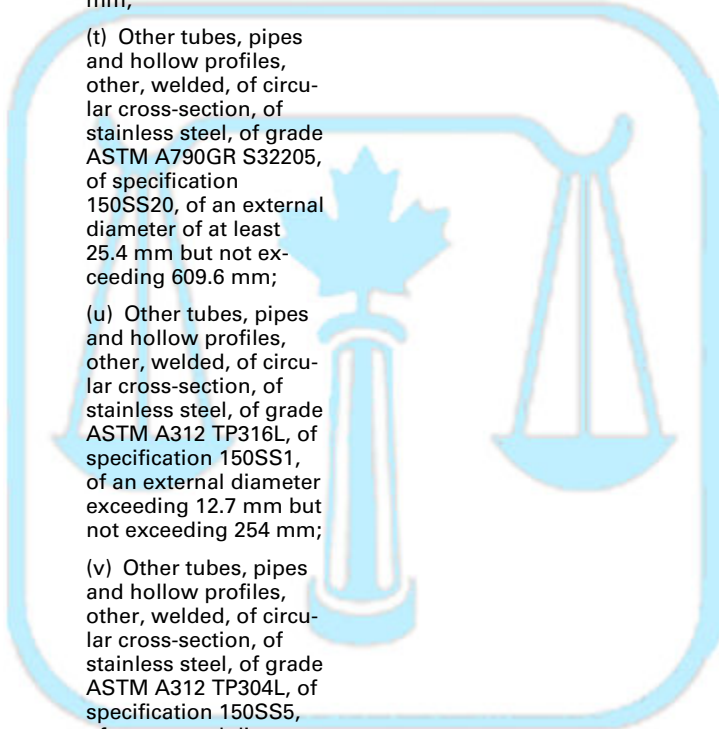 mm;
(t) Other tubes, pipes
and hollow profiles,
other, welded, of circu-
lar cross-section, of
stainless steel, of grade
ASTM A790GR S32205,
of specification
150SS20, of an external
diameter of at least
25.4 mm but not ex-
ceeding 609.6 mm;
(u) Other tubes, pipes
and hollow profiles,
other, welded, of circu-
lar cross-section, of
stainless steel, of grade
ASTM A312 TP316L, of
specification 150SS1,
of an external diameter
exceeding 12.7 mm but
not exceeding 254 mm;
(v) Other tubes, pipes
and hollow profiles,
other, welded, of circu-
lar cross-section, of
stainless steel, of grade
ASTM A312 TP304L, of
specification 150SS5,